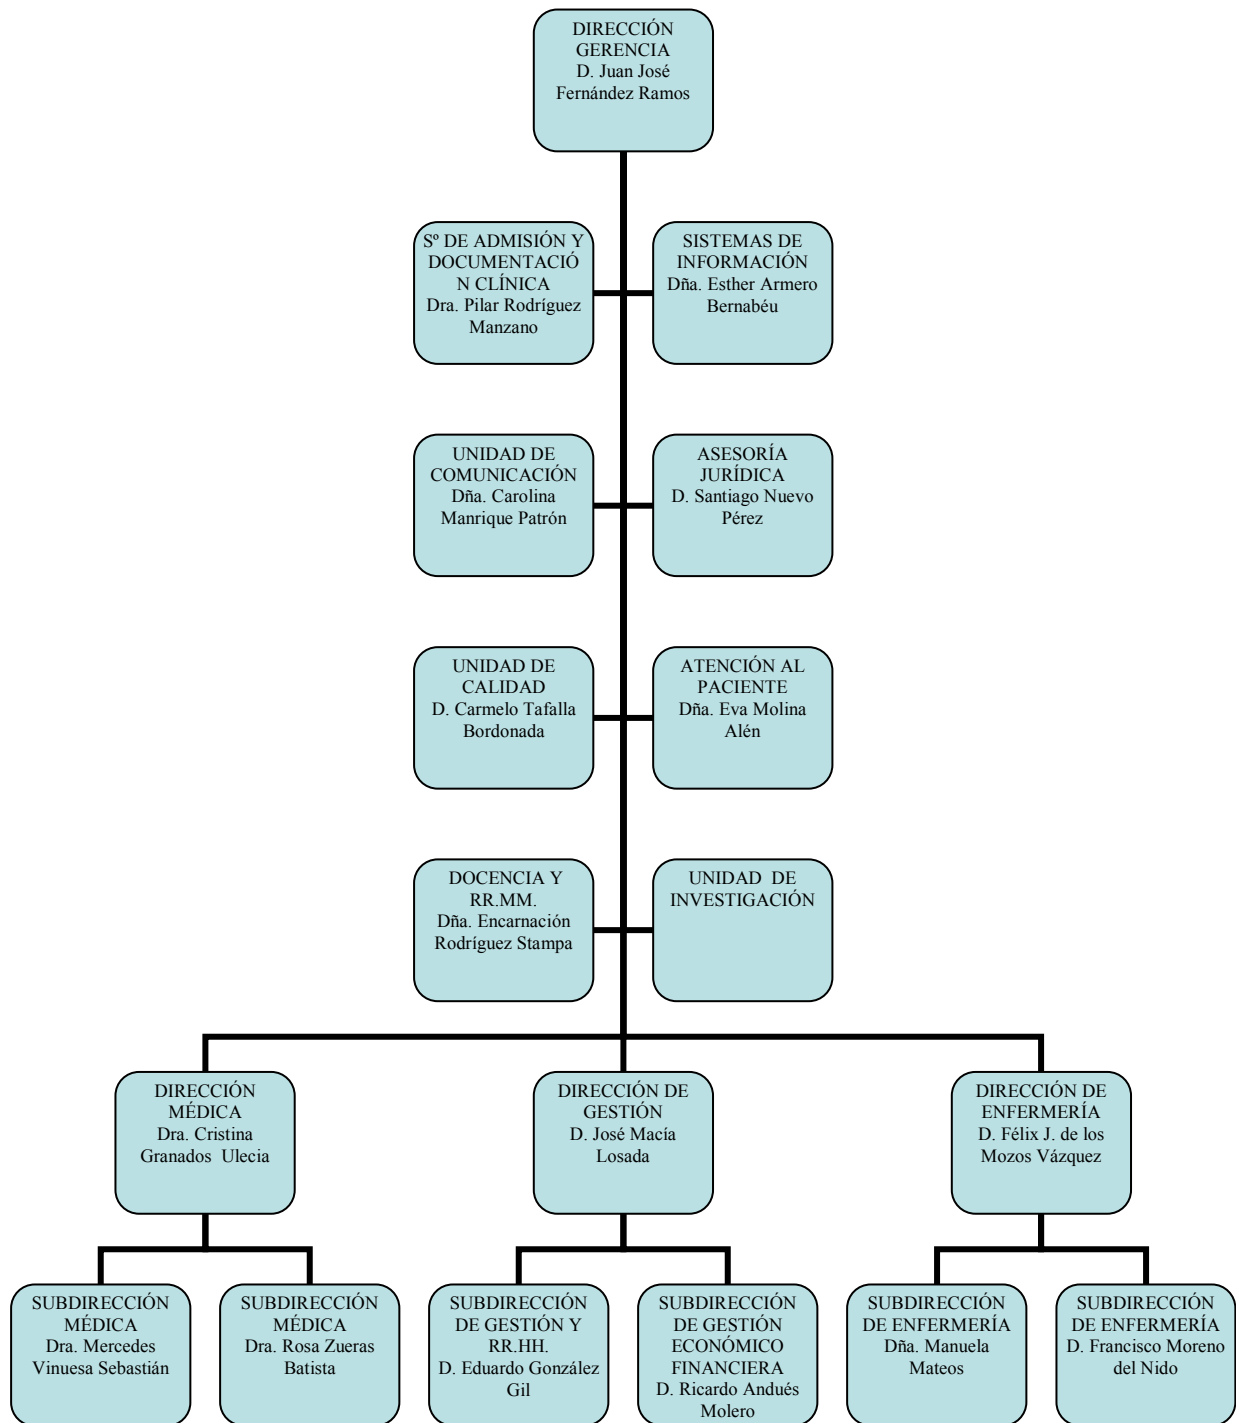 DIRECCIÓN
GERENCIA
D. Juan José
Fernández Ramos
Sº DE ADMISIÓN Y
DOCUMENTACIÓ
N CLÍNICA
Dra. Pilar Rodríguez
Manzano
SISTEMAS DE
INFORMACIÓN
Dña. Esther Armero
Bernabéu
UNIDAD DE
COMUNICACIÓN
Dña. Carolina
Manrique Patrón
ASESORÍA
JURÍDICA
D. Santiago Nuevo
Pérez
UNIDAD DE
CALIDAD
D. Carmelo Tafalla
Bordonada
ATENCIÓN AL
PACIENTE
Dña. Eva Molina
Alén
DOCENCIA Y
RR.MM.
Dña. Encarnación
Rodríguez Stampa
UNIDAD DE
INVESTIGACIÓN
DIRECCIÓN
MÉDICA
Dra. Cristina
Granados Ulecia
DIRECCIÓN DE
GESTIÓN
D. José Macía
Losada
DIRECCIÓN DE
ENFERMERÍA
D. Félix J. de los
Mozos Vázquez
SUBDIRECCIÓN
MÉDICA
Dra. Mercedes
Vinuesa Sebastián
SUBDIRECCIÓN
MÉDICA
Dra. Rosa Zueras
Batista
SUBDIRECCIÓN
DE GESTIÓN Y
RR.HH.
D. Eduardo González
Gil
SUBDIRECCIÓN
DE GESTIÓN
ECONÓMICO
FINANCIERA
D. Ricardo Andués
Molero
SUBDIRECCIÓN
DE ENFERMERÍA
Dña. Manuela
Mateos
SUBDIRECCIÓN
DE ENFERMERÍA
D. Francisco Moreno
del Nido